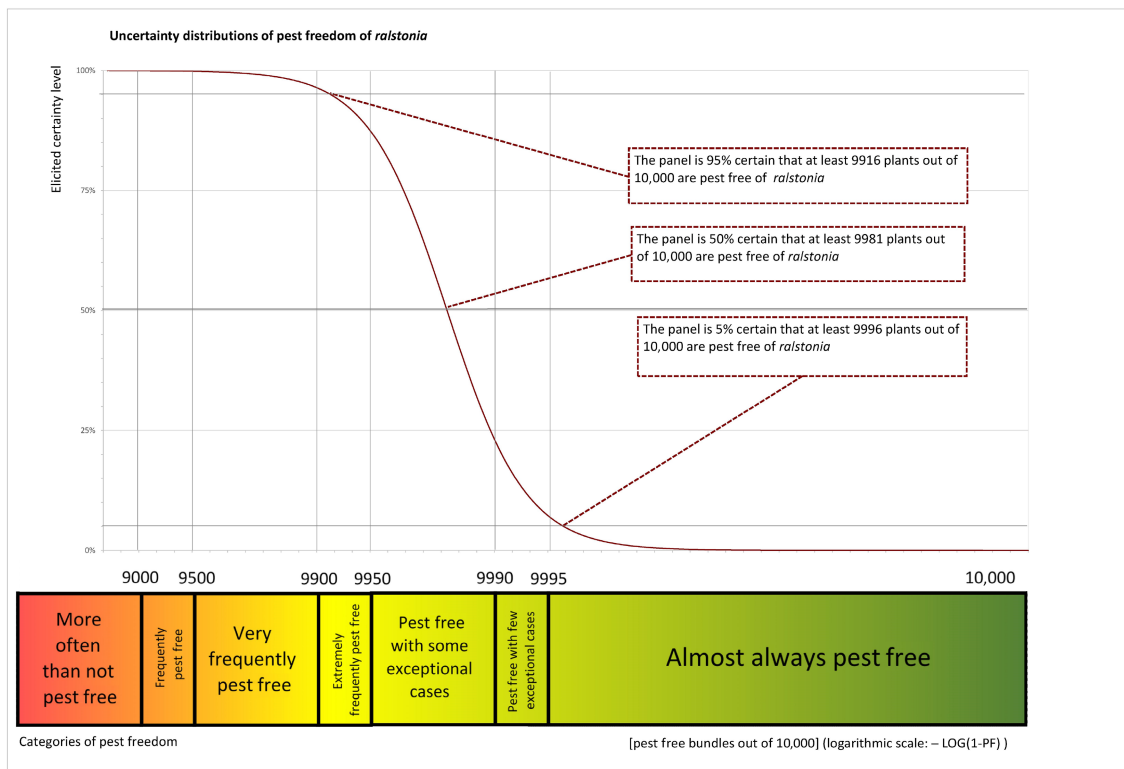 Uncertainty distributions of pest freedom of ralstonia
Elicited certainty level
100%
75%
50%
25%
0%
The panel is 95% certain that at least 9916 plants out of
10,000 are pest free of ralstonia
The panel is 50% certain that at least 9981 plants out
of 10,000 are pest free of ralstonia
The panel is 5% certain that at least 9996 plants out of
10,000 are pest free of ralstonia
9000 9500 9900 9950 9990 9995 10,000
More
often
than not
pest free
Frequently
pest free
Very
frequently
pest free
Extremely
frequently pest free
Pest free
with some
exceptional
cases
Pest free with few
exceptional cases
Almost always pest free
Categories of pest freedom
[pest free bundles out of 10,000] (logarithmic scale: – LOG(1-PF) )